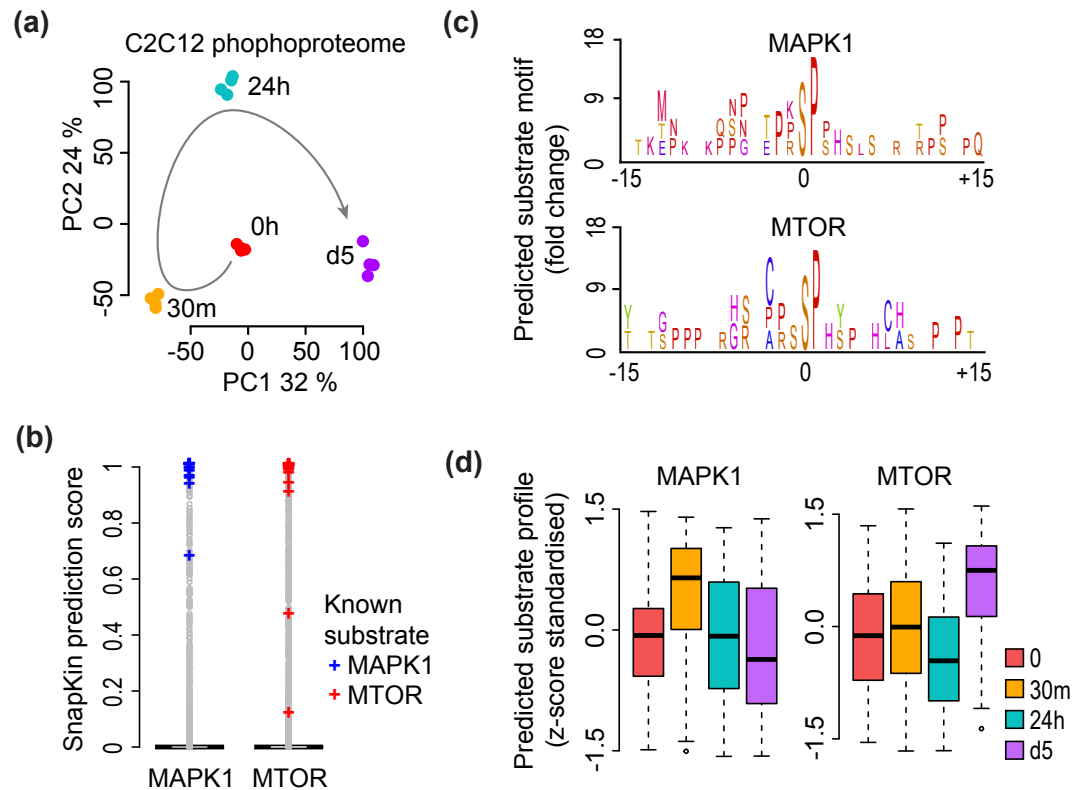 (a)
C2C12 phophoproteome
PC2 24 %
100
50
0
-50
24h
0h
d5
30m
-50
0
50
100
PC1 32 %
(b)
SnapKin prediction score
1
0.8
0.6
0.4
0.2
0
MAPK1
MTOR
Known
substrate
+ MAPK1
+ MTOR
(c)
Predicted substrate motif
(fold change)
MAPK1
18
9
0
-15
0
+15
MTOR
18
9
0
-15
0
+15
(d)
Predicted substrate profile
(z-score standardised)
MAPK1
1.5
0.0
-1.5
MTOR
1.5
0.0
-1.5
0
30m
24h
d5